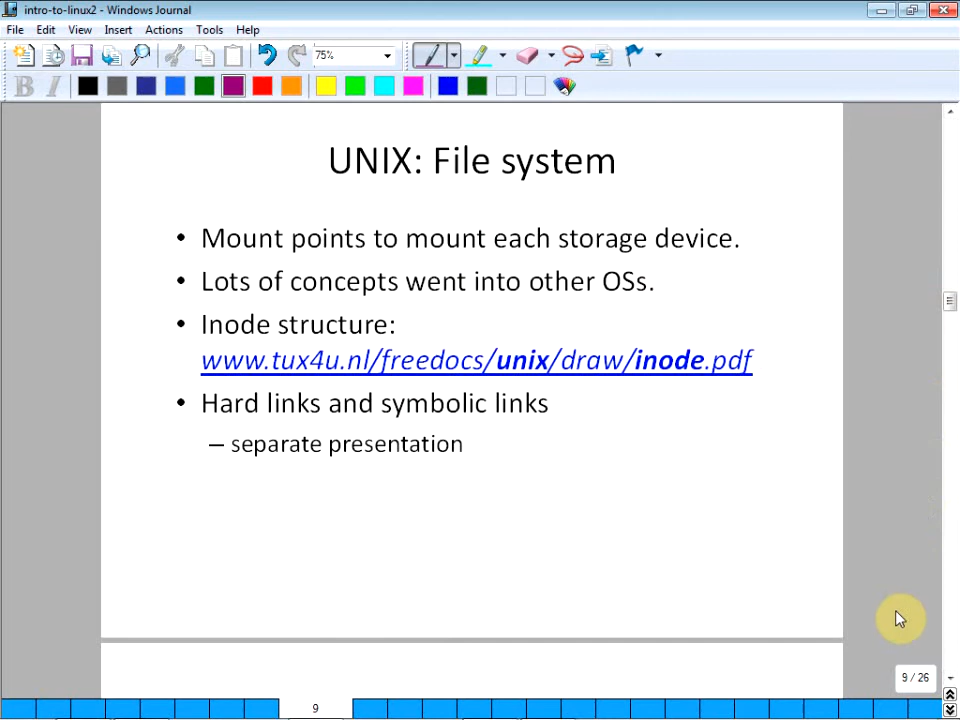 intro-to-linux2 - Windows Journal
File Edit View Insert Actions Tools Help
75%
B I
UNIX: File system
• Mount points to mount each storage device.
• Lots of concepts went into other OSs.
• Inode structure:
www.tux4u.nl/freedocs/unix/draw/inode.pdf
• Hard links and symbolic links
– separate presentation
9 / 26
9